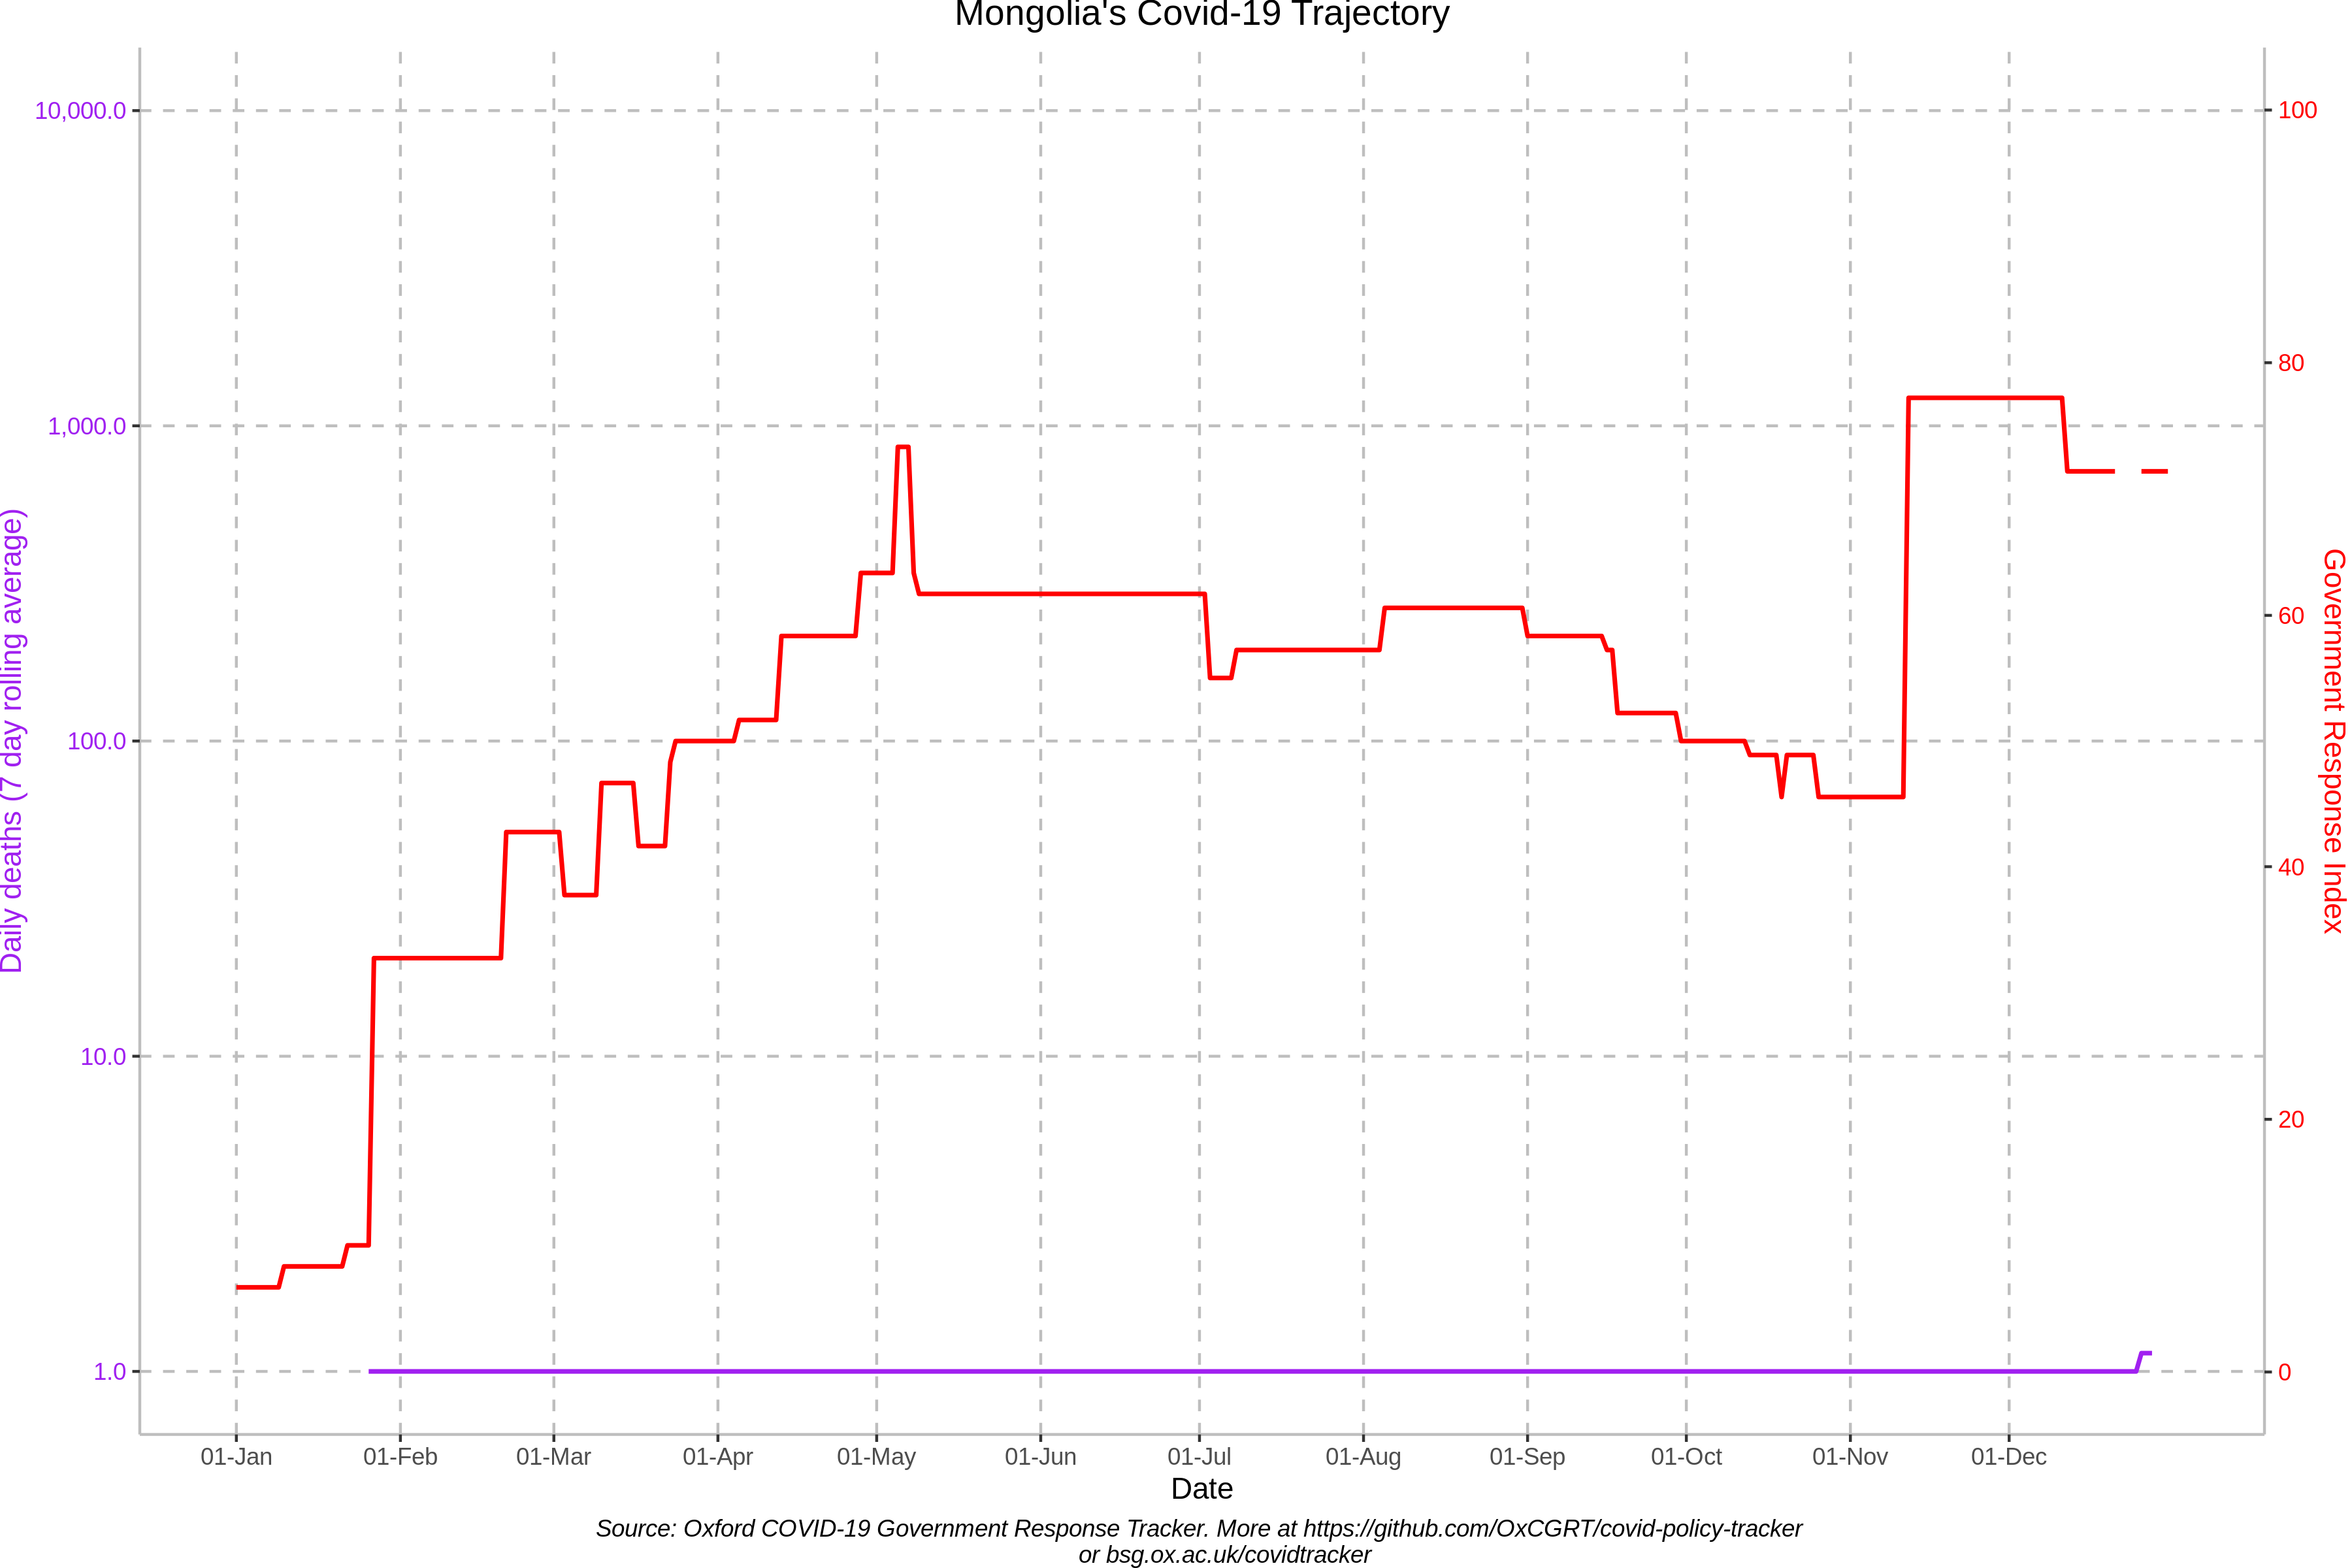 Mongolia's Covid-19 Trajectory
10,000.0
1,000.0
100.0
10.0
1.0
Daily deaths (7 day rolling average)
100
80
60
40
20
0
Government Response Index
01-Jan 01-Feb 01-Mar 01-Apr 01-May 01-Jun 01-Jul 01-Aug 01-Sep 01-Oct 01-Nov 01-Dec
Date
Source: Oxford COVID-19 Government Response Tracker. More at https://github.com/OxCGRT/covid-policy-tracker
or bsg.ox.ac.uk/covidtracker